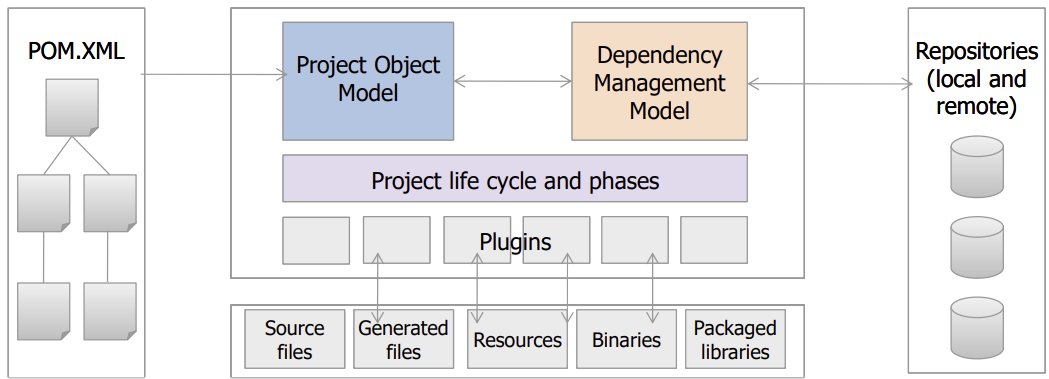 POM.XML
Project Object
Model
Dependency
Management
Model
Repositories
(local and
remote)
Project life cycle and phases
Plugins
Source
files
Generated
files
Resources
Binaries
Packaged
libraries